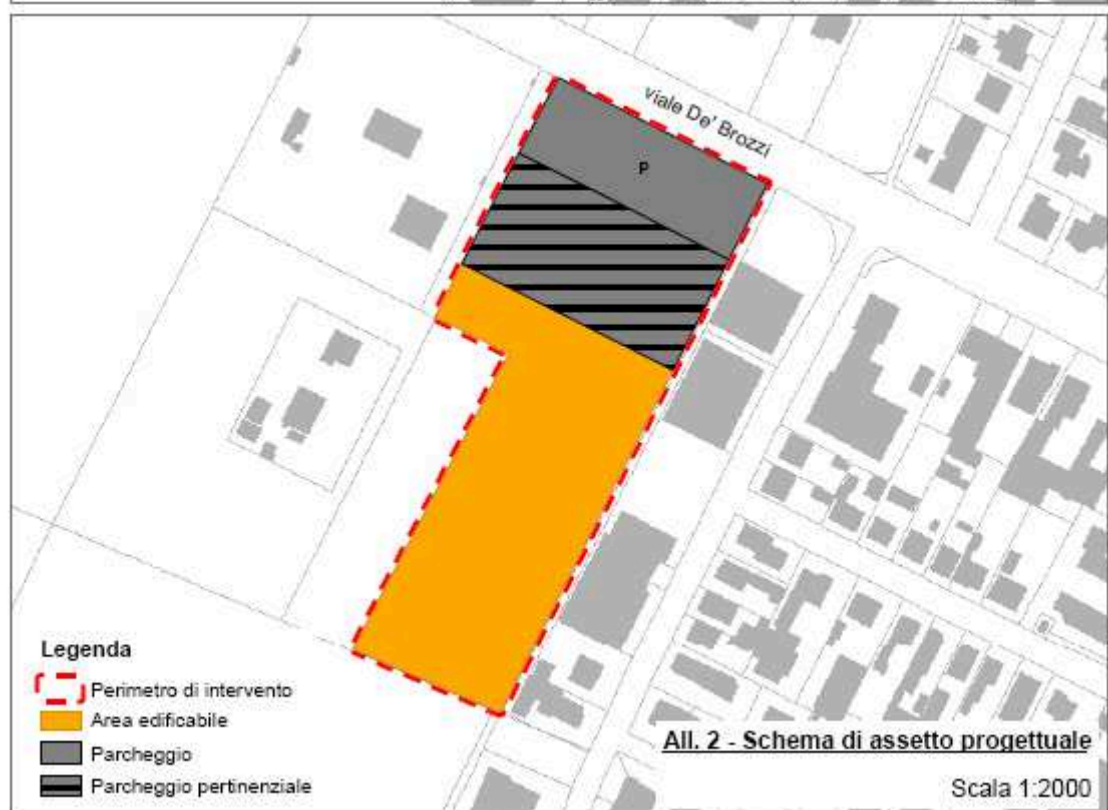 viale De' Brozzi
P
Legenda
Perimetro di intervento
Area edificabile
Parcheggio
Parcheggio pertinenziale
All. 2 - Schema di assetto progettuale
Scala 1:2000